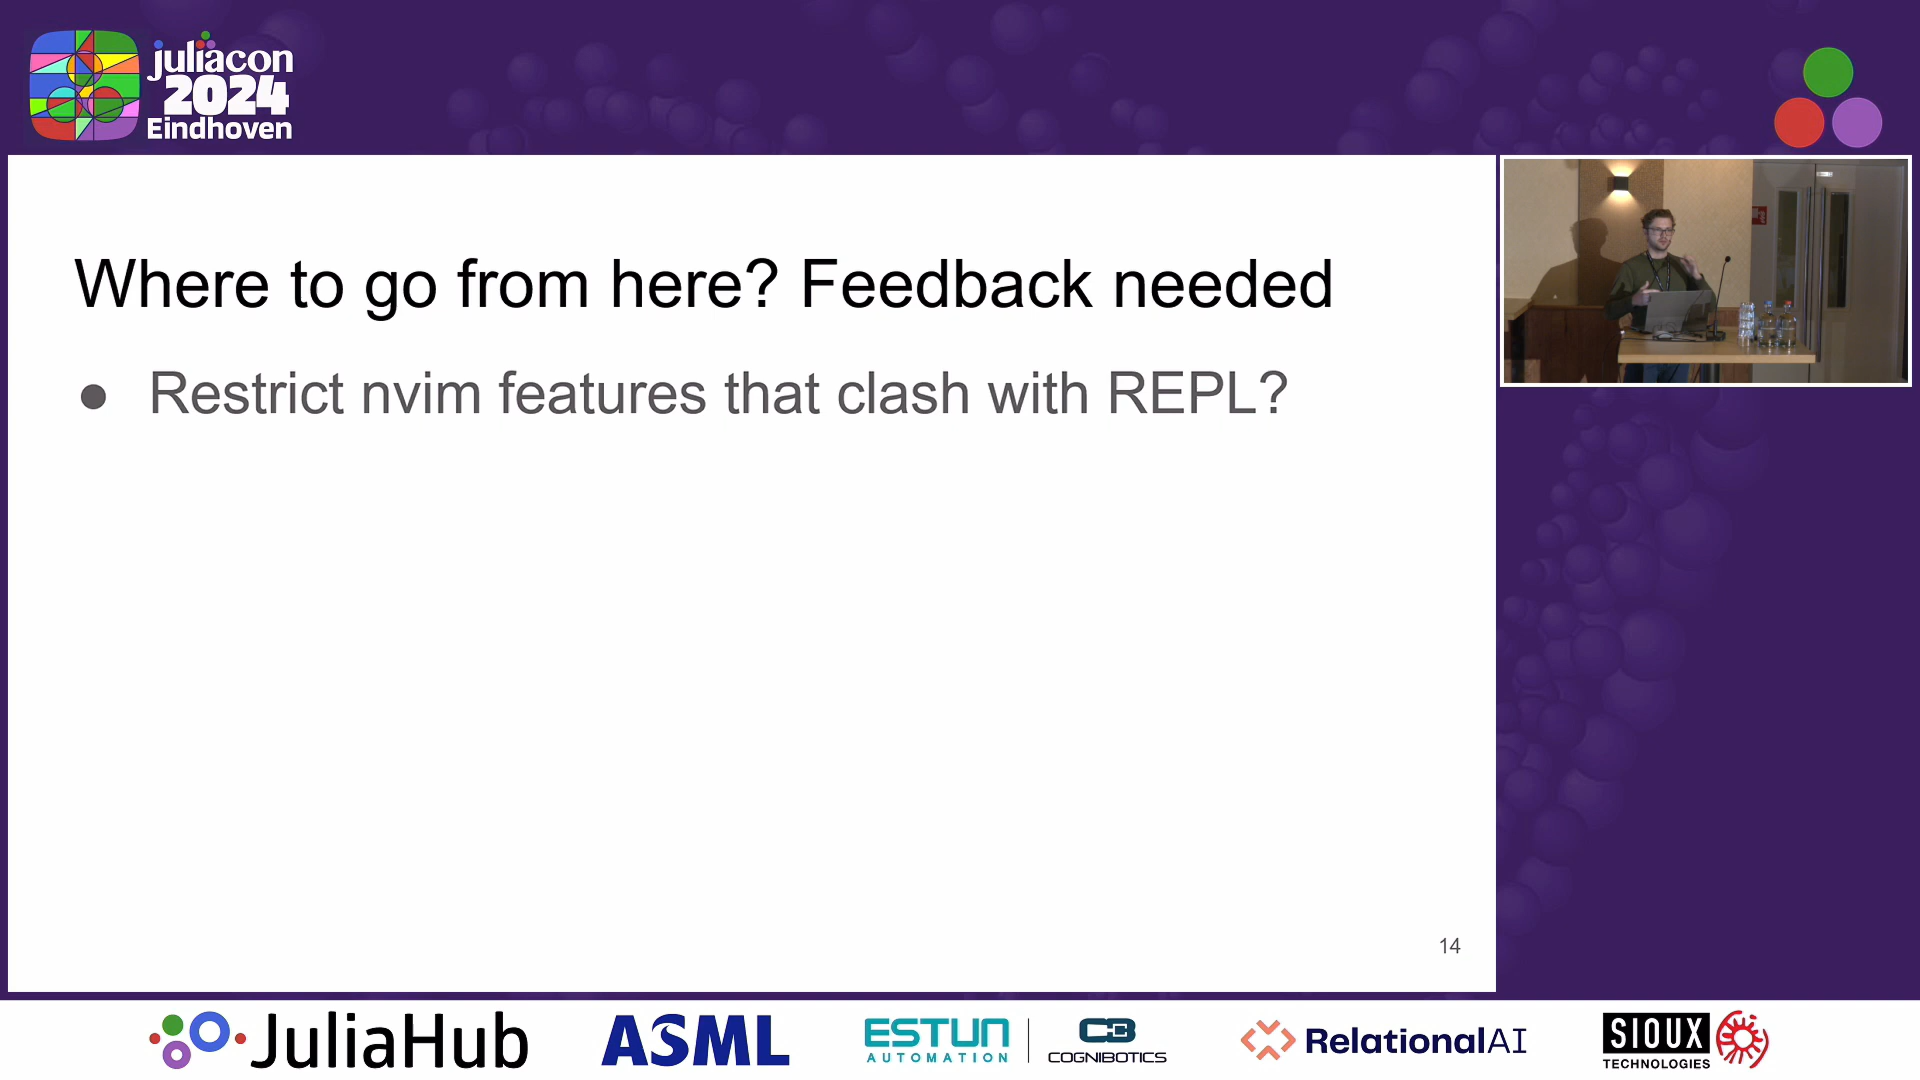 juliacon
2024
Eindhoven
Where to go from here? Feedback needed
● Restrict nvim features that clash with REPL?
14
JuliaHub
ASML
ESTUN
AUTOMATION
COGNIBOTICS
RelationalAI
SIOUX
TECHNOLOGIES